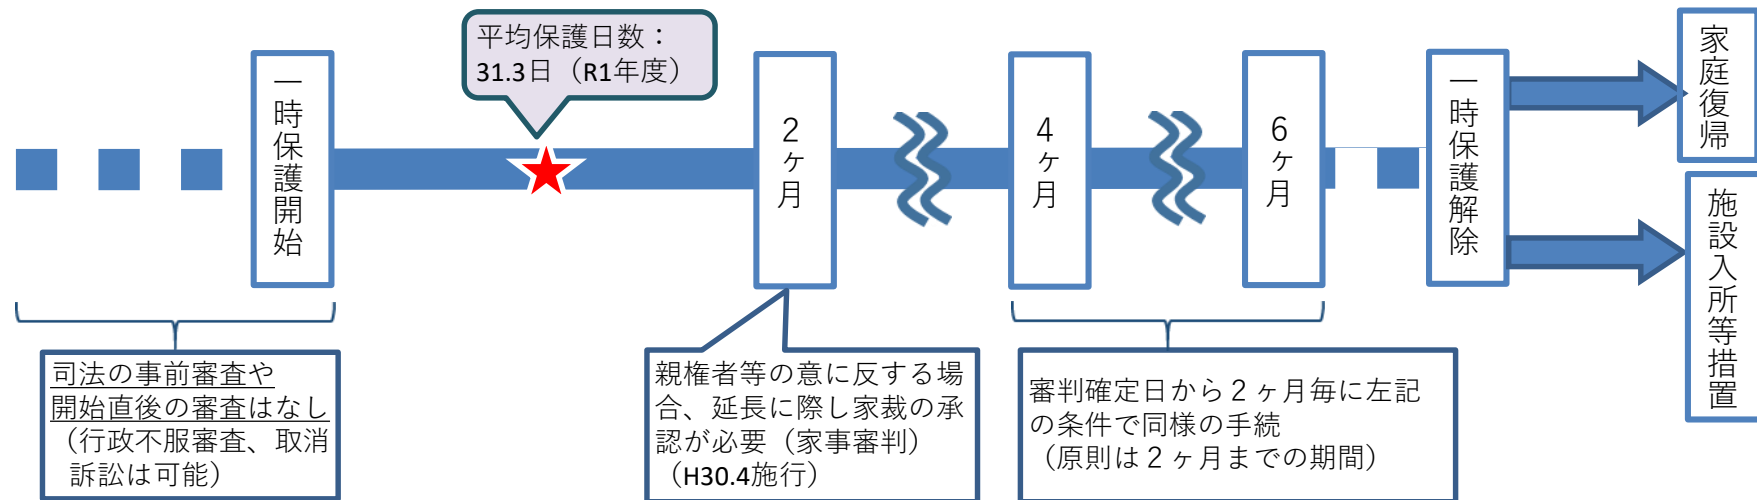 平均保護日数：
31.3日（R1年度）
一時保護開始
２ヶ月
４ヶ月
６ヶ月
一時保護解除
家庭復帰
施設入所等措置
司法の事前審査や
開始直後の審査はなし
（行政不服審査、取消
訴訟は可能）
親権者等の意に反する場
合、延長に際し家裁の承
認が必要（家事審判）
（H30.4施行）
審判確定日から２ヶ月毎に左記
の条件で同様の手続
（原則は２ヶ月までの期間）